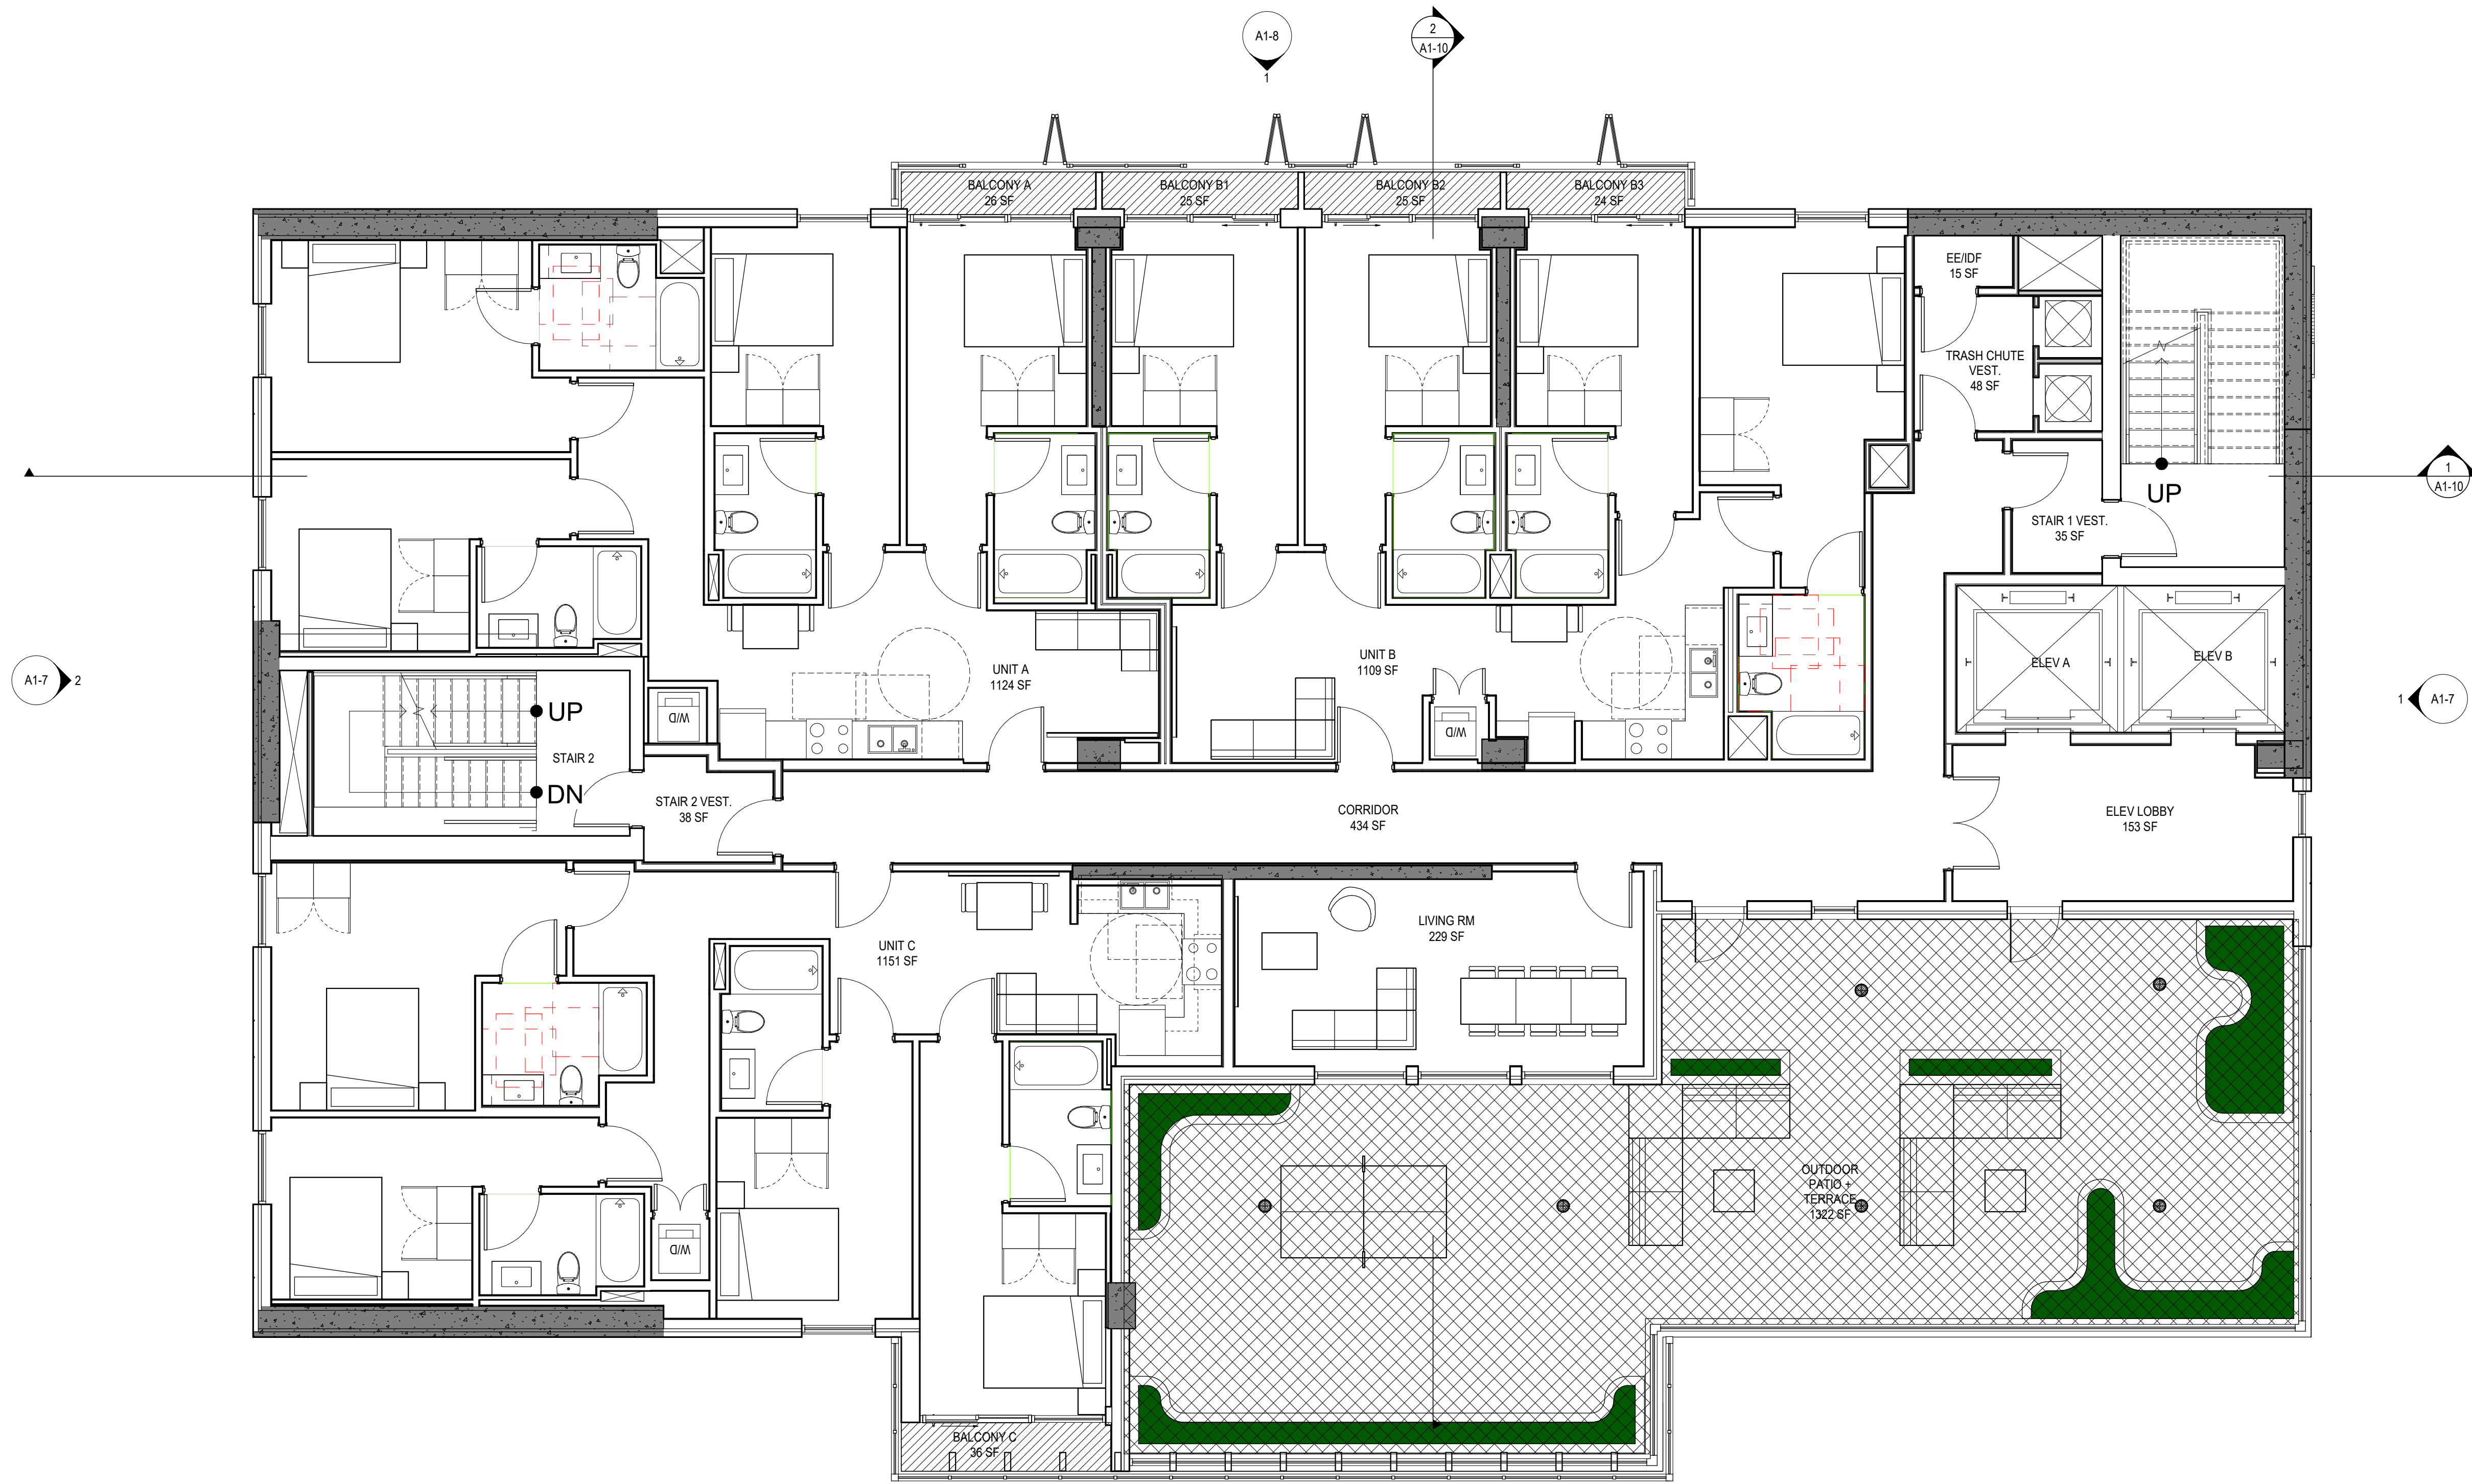 A1-8
1
2
A1-10
BALCONY A
26 SF
BALCONY B1
25 SF
BALCONY B2
25 SF
BALCONY B3
24 SF
EE/IDF
15 SF
TRASH CHUTE
VEST.
48 SF
1
A1-10
UP
STAIR 1 VEST.
35 SF
UNIT A
1124 SF
UNIT B
1109 SF
ELEV A
ELEV B
A1-7
2
1
A1-7
W/D
W/D
UP
STAIR 2
DN
STAIR 2 VEST.
38 SF
CORRIDOR
434 SF
ELEV LOBBY
153 SF
UNIT C
1151 SF
LIVING RM
229 SF
OUTDOOR
PATIO +
TERRACE
1322 SF
W/D
BALCONY C
36 SF